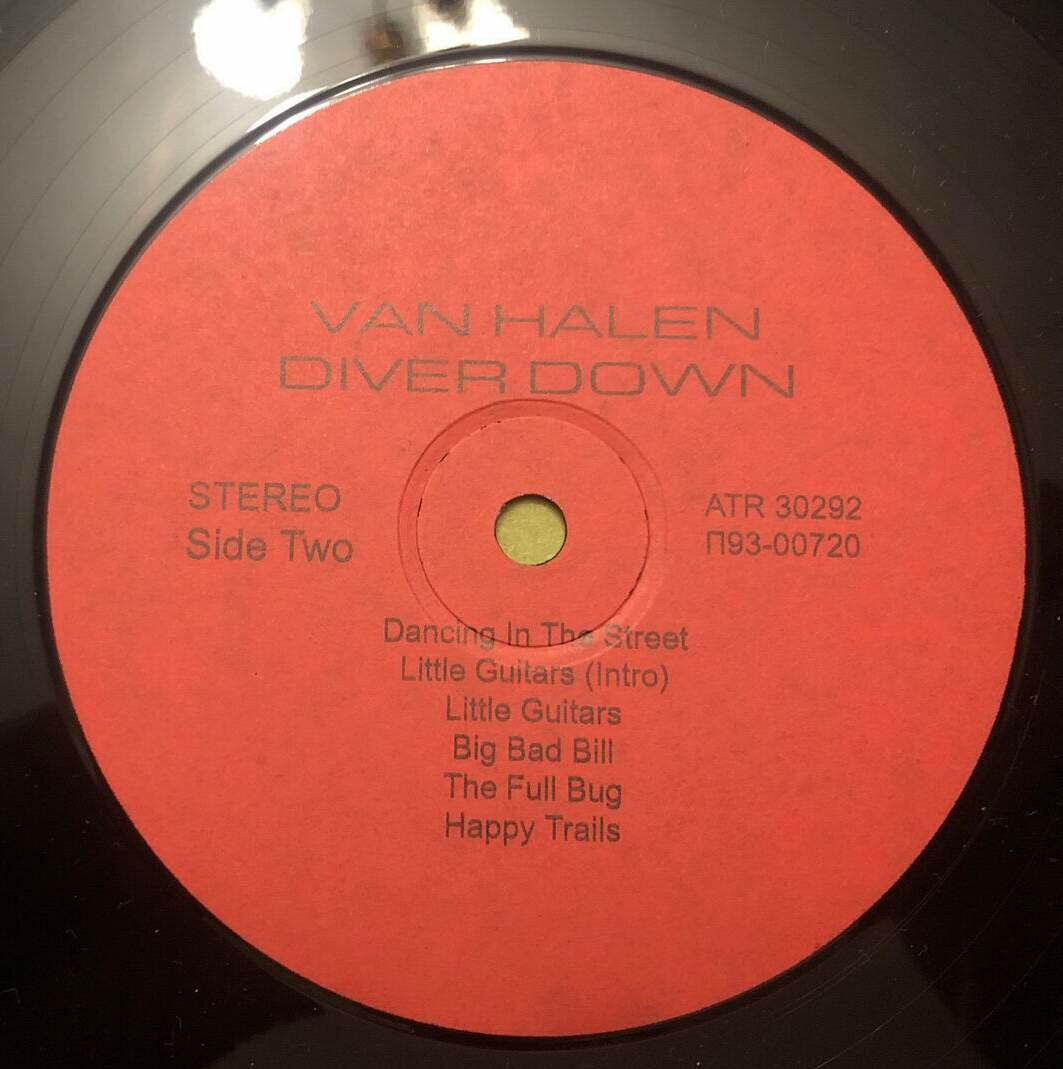 VAN HALEN
DIVER DOWN
STEREO
Side Two
ATR 30292
П93-00720
Dancing In The Street
Little Guitars (Intro)
Little Guitars
Big Bad Bill
The Full Bug
Happy Trails